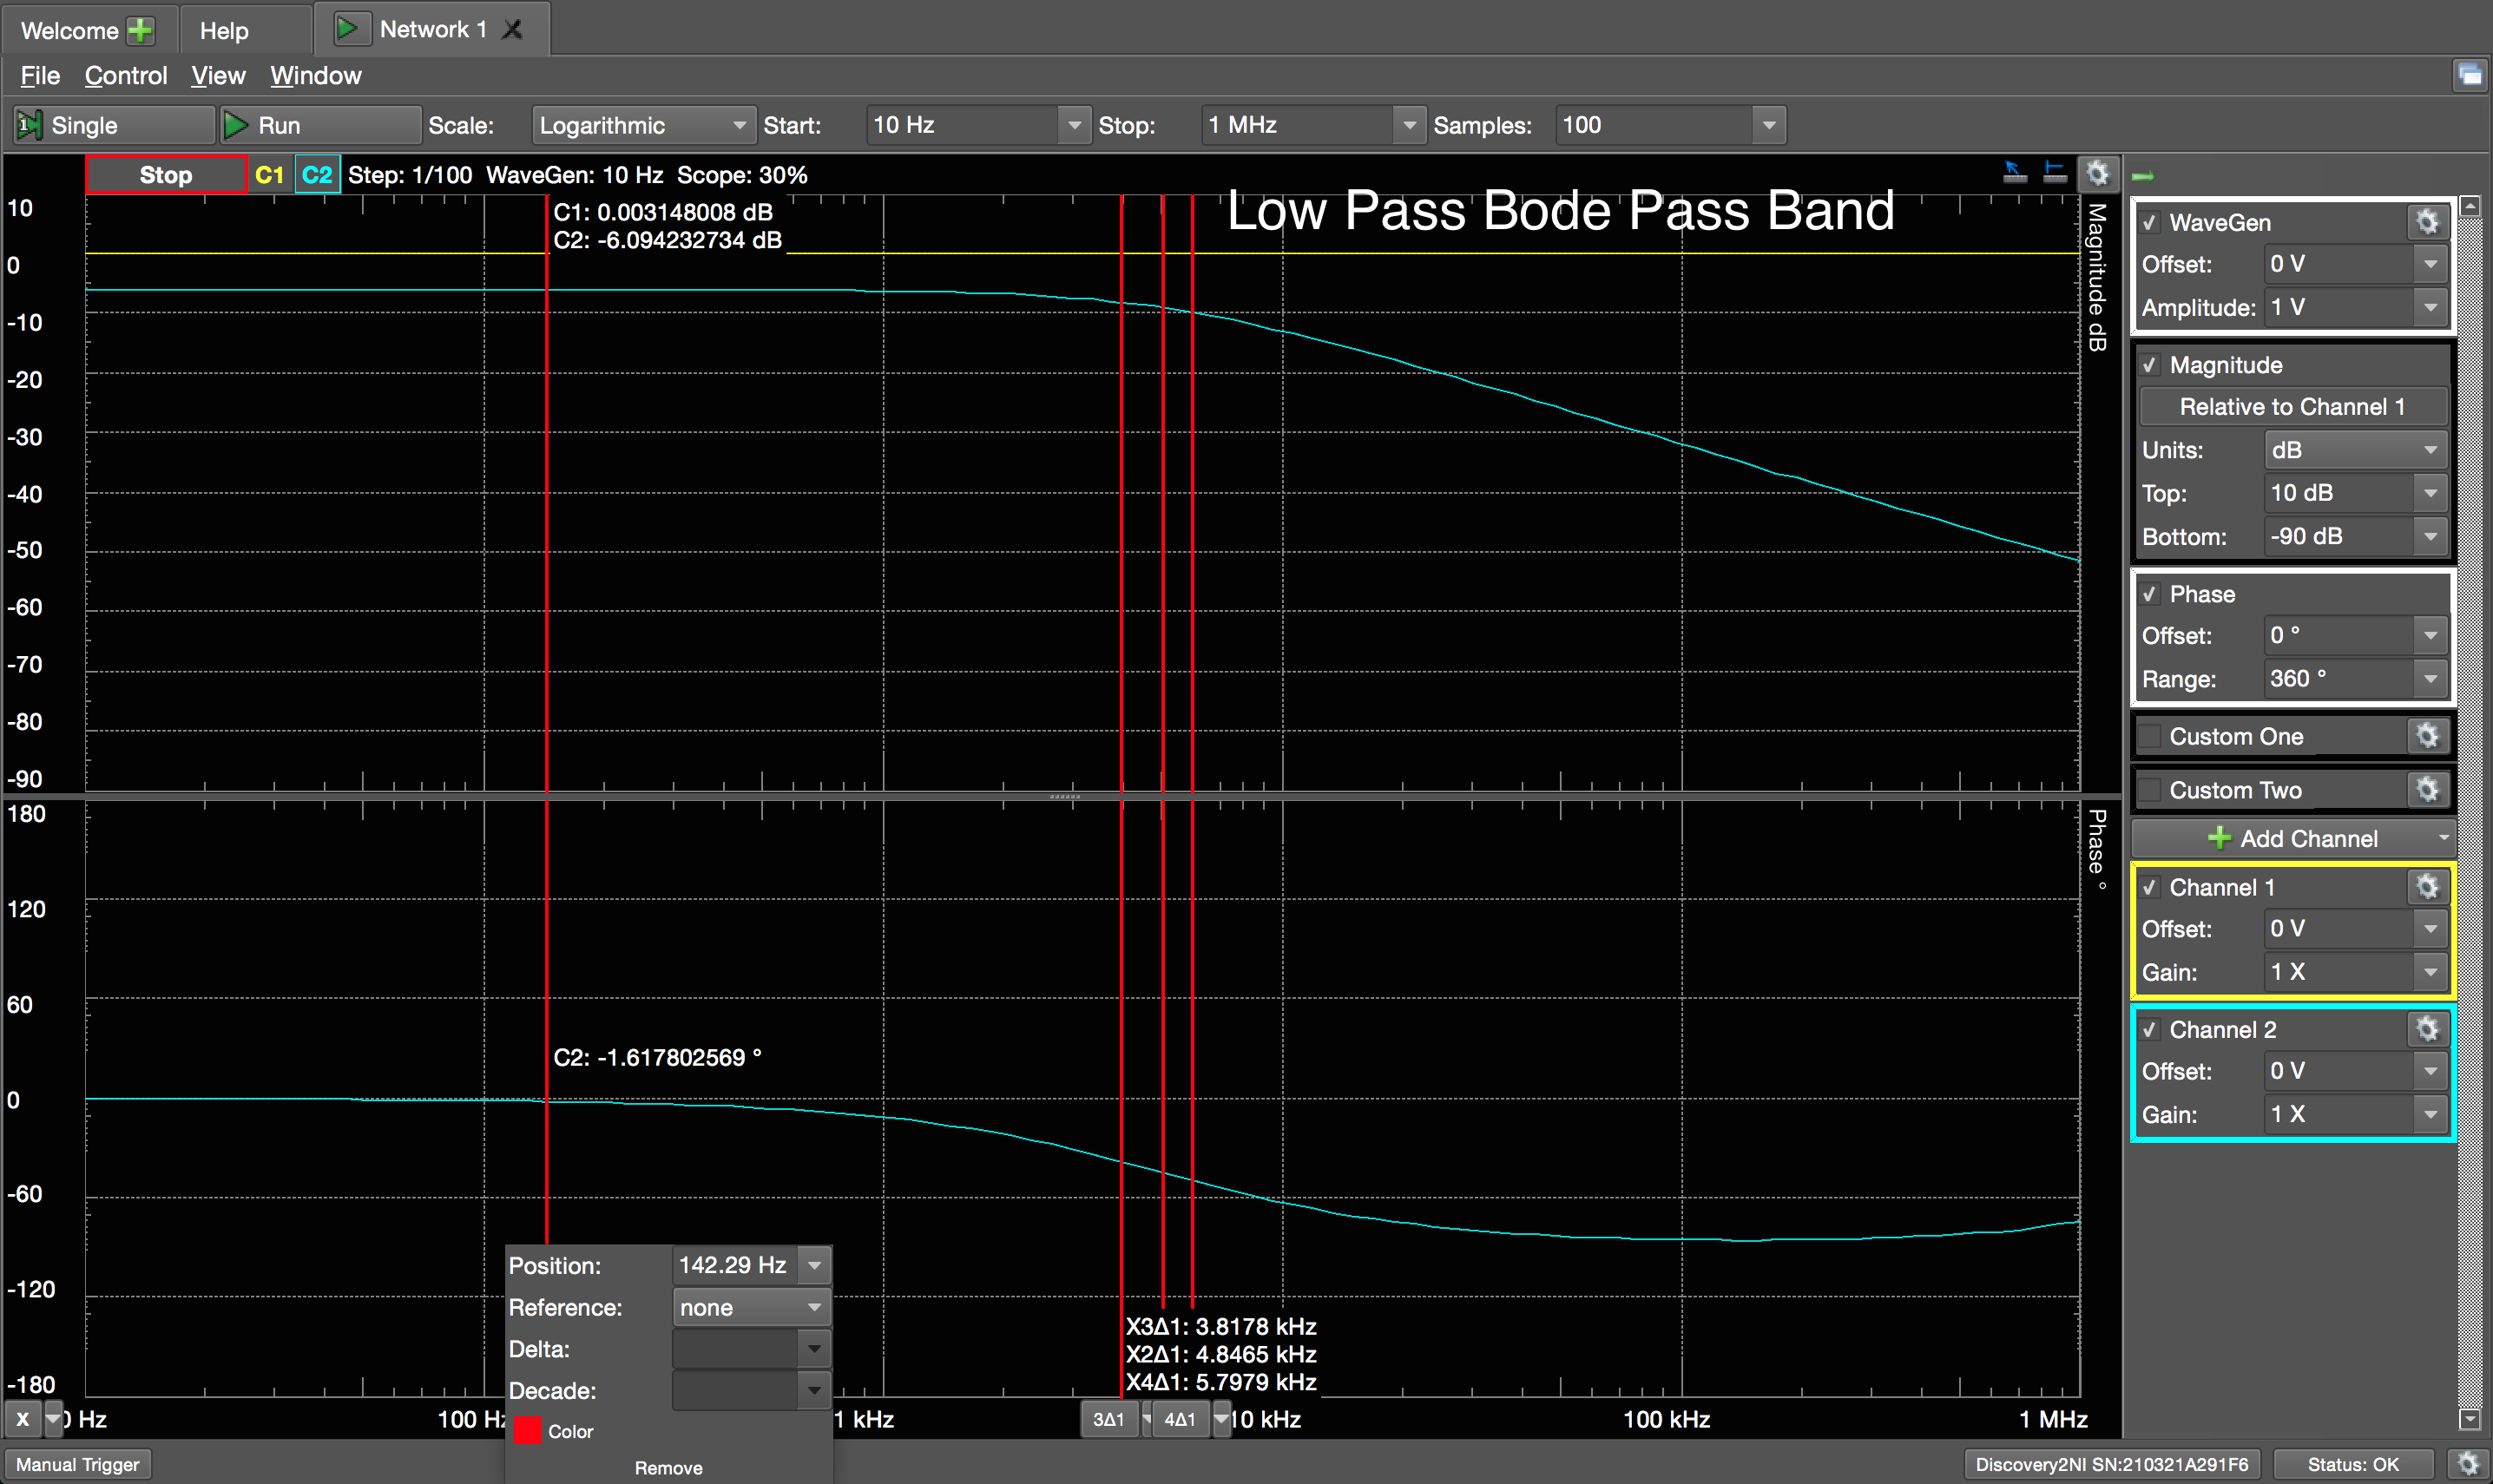 Welcome
Help
Network 1
File Control View Window
Single Run Scale: Logarithmic Start: 10 Hz Stop: 1 MHz Samples: 100
Stop C1 C2 Step: 1/100 WaveGen: 10 Hz Scope: 30%
Low Pass Bode Pass Band
C1: 0.003148008 dB
C2: -6.094232734 dB
10
0
-10
-20
-30
-40
-50
-60
-70
-80
-90
Magnitude dB
180
120
60
0
-60
-120
-180
Phase °
C2: -1.617802569 °
Position: 142.29 Hz
Reference: none
Delta:
Decade:
Color
Remove
X3Δ1: 3.8178 kHz
X2Δ1: 4.8465 kHz
X4Δ1: 5.7979 kHz
X 0 Hz 100 Hz 1 kHz 3Δ1 4Δ1 10 kHz 100 kHz 1 MHz
WaveGen
Offset: 0 V
Amplitude: 1 V
Magnitude
Relative to Channel 1
Units: dB
Top: 10 dB
Bottom: -90 dB
Phase
Offset: 0 °
Range: 360 °
Custom One
Custom Two
Add Channel
Channel 1
Offset: 0 V
Gain: 1 X
Channel 2
Offset: 0 V
Gain: 1 X
Manual Trigger
Discovery2NI SN:210321A291F6
Status: OK